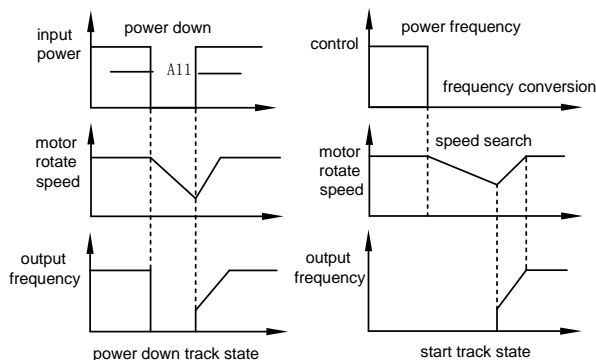 power down
input
power
A11
motor
rotate
speed
output
frequency
power down track state
power frequency
control
frequency conversion
speed search
motor
rotate
speed
output
frequency
start track state